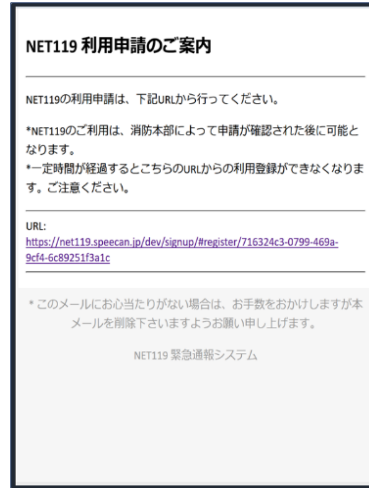 NET119 利用申請のご案内
NET119の利用申請は、下記URLから行ってください。
*NET119のご利用は、消防本部によって申請が確認された後に可能と
なります。
*一定時間が経過するとこちらのURLからの利用登録ができなくなりま
す。ご注意ください。
URL:
https://net119.speecan.jp/dev/signup/#register/716324c3-0799-469a-
9cf4-6c89251f3a1c
* このメールにお心当たりがない場合は、お手数をおかけしますが本
メールを削除下さいますようお願い申し上げます。
NET119 緊急通報システム